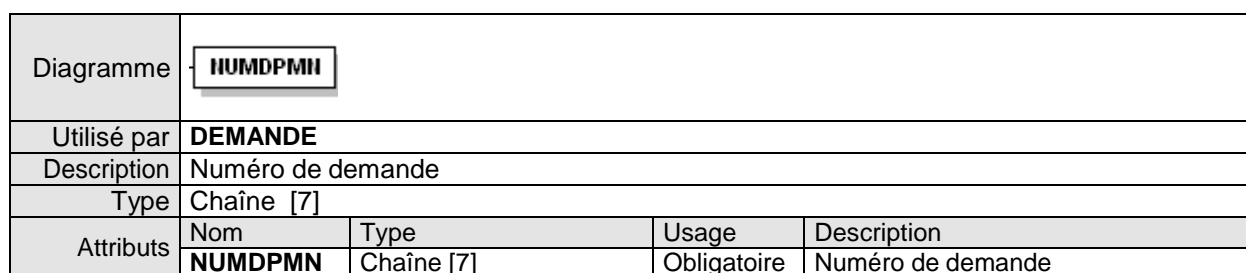 Diagramme NUMDPMN
Utilisé par DEMANDE
Description Numéro de demande
Type Chaîne [7]
Attributs Nom Type Usage Description
NUMDPMN Chaîne [7] Obligatoire Numéro de demande